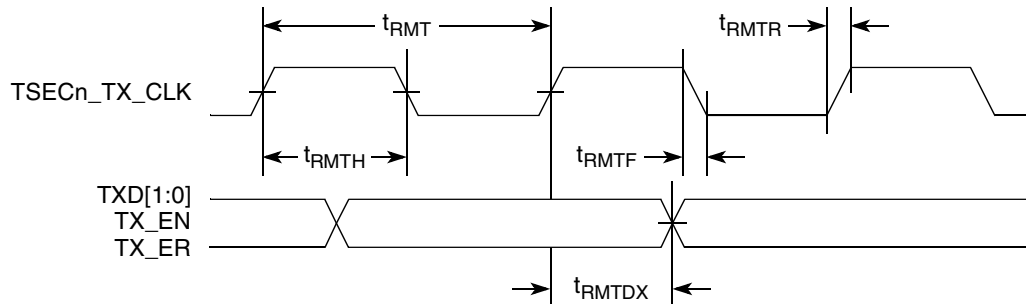 tRMT
tRMTR
TSECn_TX_CLK
tRMTH
tRMTF
TXD[1:0]
TX_EN
TX_ER
tRMTDX